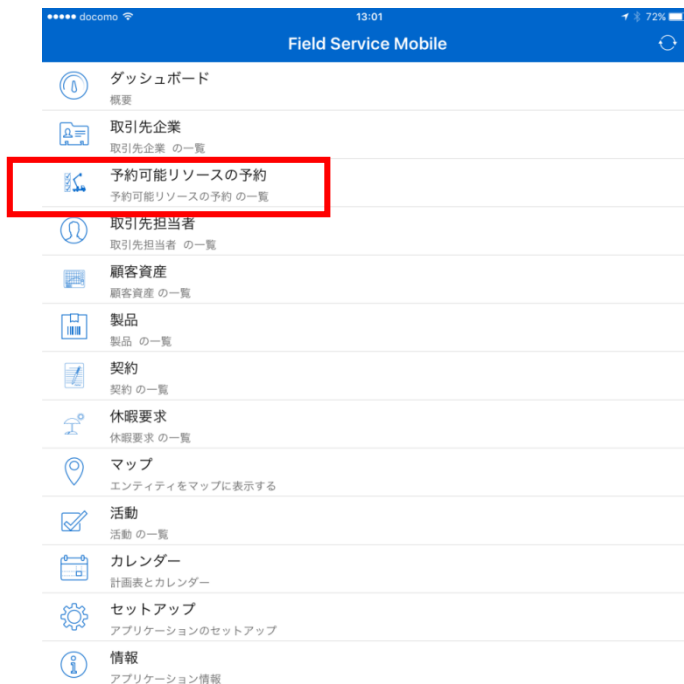 docomo 13:01 72%
Field Service Mobile
ダッシュボード
概要
取引先企業
取引先企業 の一覧
予約可能リソースの予約
予約可能リソースの予約 の一覧
取引先担当者
取引先担当者 の一覧
顧客資産
顧客資産 の一覧
製品
製品 の一覧
契約
契約 の一覧
休暇要求
休暇要求 の一覧
マップ
エンティティをマップに表示する
活動
活動 の一覧
カレンダー
計画表とカレンダー
セットアップ
アプリケーションのセットアップ
情報
アプリケーション情報